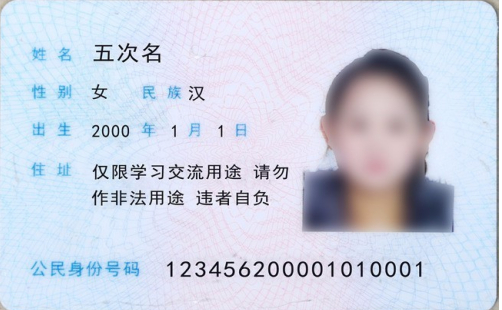 姓名 五次名
性别 女 民族 汉
出生 2000 年 1 月 1 日
住址 仅限学习交流用途 请勿
作非法用途 违者自负
公民身份号码 123456200001010001